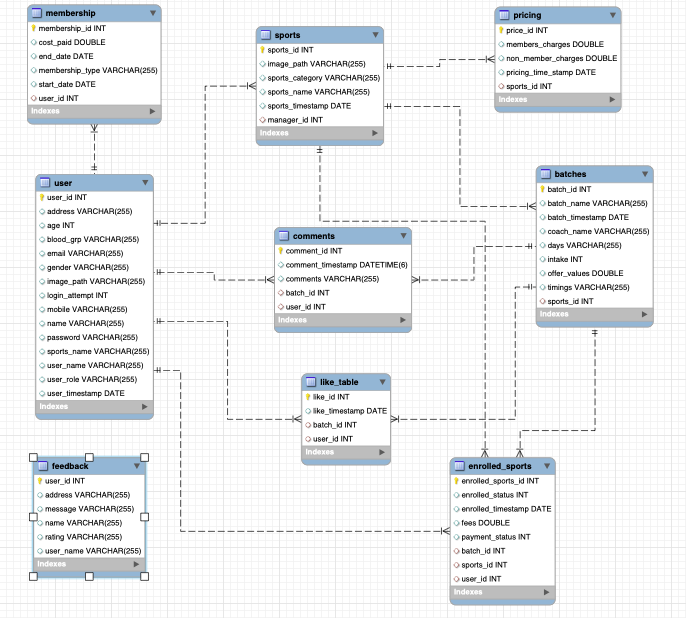 membership
membership_id INT
cost_paid DOUBLE
end_date DATE
membership_type VARCHAR(255)
start_date DATE
user_id INT
Indexes
sports
sports_id INT
image_path VARCHAR(255)
sports_category VARCHAR(255)
sports_name VARCHAR(255)
sports_timestamp DATE
manager_id INT
Indexes
pricing
price_id INT
members_charges DOUBLE
non_member_charges DOUBLE
pricing_time_stamp DATE
sports_id INT
Indexes
user
user_id INT
address VARCHAR(255)
age INT
blood_grp VARCHAR(255)
email VARCHAR(255)
gender VARCHAR(255)
image_path VARCHAR(255)
login_attempt INT
mobile VARCHAR(255)
name VARCHAR(255)
password VARCHAR(255)
sports_name VARCHAR(255)
user_name VARCHAR(255)
user_role VARCHAR(255)
user_timestamp DATE
Indexes
comments
comment_id INT
comment_timestamp DATETIME(6)
comments VARCHAR(255)
batch_id INT
user_id INT
Indexes
batches
batch_id INT
batch_name VARCHAR(255)
batch_timestamp DATE
coach_name VARCHAR(255)
days VARCHAR(255)
intake INT
offer_values DOUBLE
timings VARCHAR(255)
sports_id INT
Indexes
like_table
like_id INT
like_timestamp DATE
batch_id INT
user_id INT
Indexes
feedback
user_id INT
address VARCHAR(255)
message VARCHAR(255)
name VARCHAR(255)
rating VARCHAR(255)
user_name VARCHAR(255)
Indexes
enrolled_sports
enrolled_sports_id INT
enrolled_status INT
enrolled_timestamp DATE
fees DOUBLE
payment_status INT
batch_id INT
sports_id INT
user_id INT
Indexes